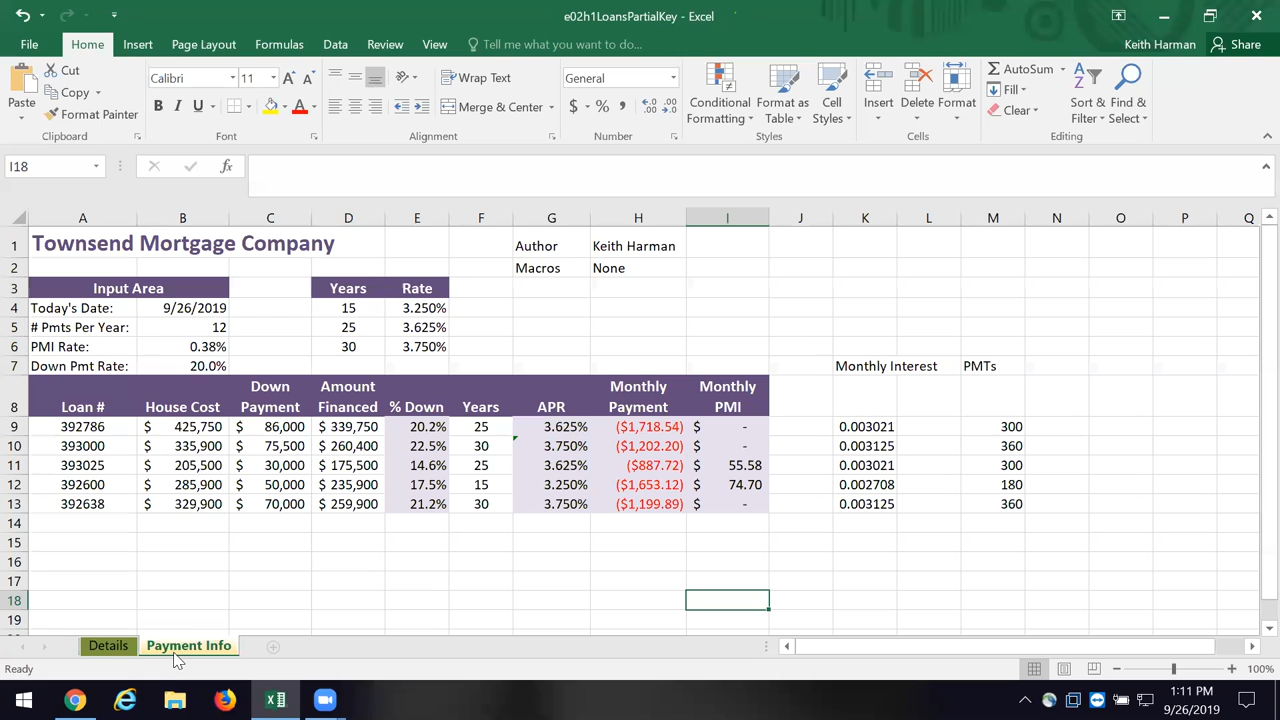 e02h1LoansPartialKey - Excel
File Home Insert Page Layout Formulas Data Review View Tell me what you want to do... Keith Harman Share
Paste Cut Copy Format Painter
Calibri 11 A A B I U A
Wrap Text Merge & Center
General $ % ,
Conditional Formatting Format as Table Cell Styles
Insert Delete Format
AutoSum Fill Clear Sort & Filter Find & Select
Clipboard Font Alignment Number Styles Cells Editing
I18 fx
A B C D E F G H I J K L M N O P Q
1 Townsend Mortgage Company Author Keith Harman
2 Macros None
3 Input Area Years Rate
4 Today's Date: 9/26/2019 15 3.250%
5 # Pmts Per Year: 12 25 3.625%
6 PMI Rate: 0.38% 30 3.750%
7 Down Pmt Rate: 20.0% Monthly Interest PMTs
Down Amount Monthly Monthly
8 Loan # House Cost Payment Financed % Down Years APR Payment PMI
9 392786 $ 425,750 $ 86,000 $ 339,750 20.2% 25 3.625% ($1,718.54) $ - 0.003021 300
10 393000 $ 335,900 $ 75,500 $ 260,400 22.5% 30 3.750% ($1,202.20) $ - 0.003125 360
11 393025 $ 205,500 $ 30,000 $ 175,500 14.6% 25 3.625% ($887.72) $ 55.58 0.003021 300
12 392600 $ 285,900 $ 50,000 $ 235,900 17.5% 15 3.250% ($1,653.12) $ 74.70 0.002708 180
13 392638 $ 329,900 $ 70,000 $ 259,900 21.2% 30 3.750% ($1,199.89) $ - 0.003125 360
14
15
16
17
18
19
Details Payment Info
Ready 100%
1:11 PM
9/26/2019